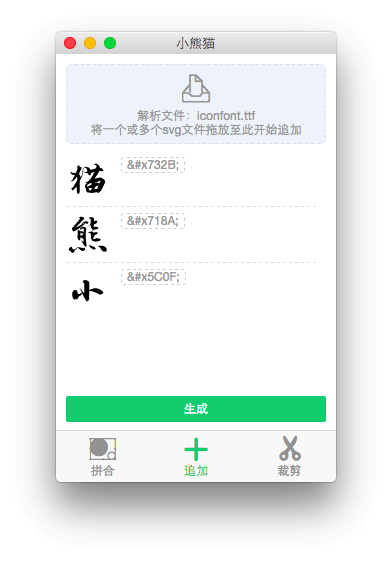 小熊猫
解析文件：iconfont.ttf
将一个或多个svg文件拖放至此开始追加
猫 &#x732B;
熊 &#x718A;
小 &#x5C0F;
生成
拼合 追加 裁剪